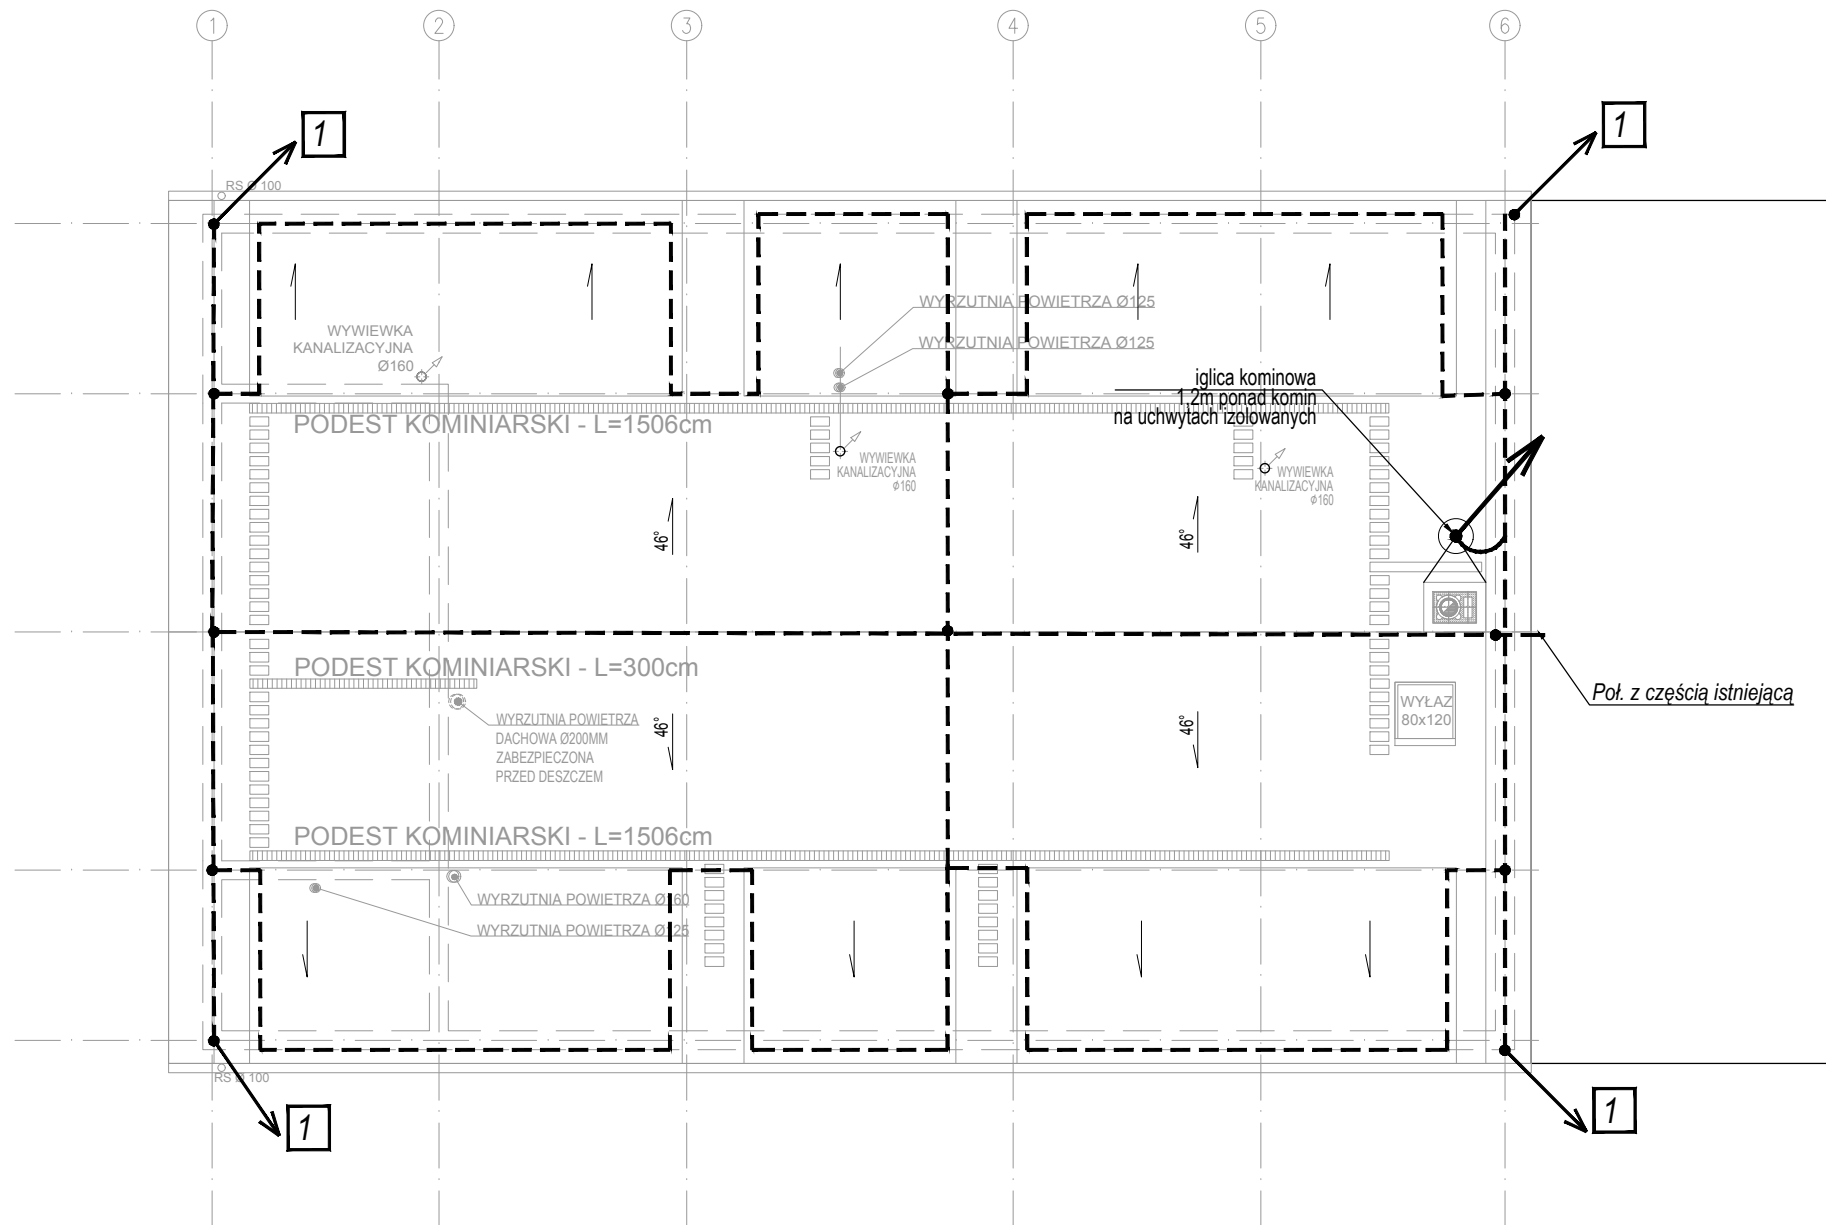 1 2 3 4 5 6
1
1
RS Ø 100
WYRZUTNIA POWIETRZA Ø125
WYWIEWKA
KANALIZACYJNA
Ø160
WYRZUTNIA POWIETRZA Ø125
iglica kominowa
1,2m ponad komin
na uchwytach izolowanych
PODEST KOMINIARSKI - L=1506cm
WYWIEWKA
KANALIZACYJNA
φ160
WYWIEWKA
KANALIZACYJNA
φ160
46°
46°
PODEST KOMINIARSKI - L=300cm
Poł. z częścią istniejącą
WYŁAZ
80x120
WYRZUTNIA POWIETRZA
DACHOWA Ø200MM
ZABEZPIECZONA
PRZED DESZCZEM
46°
46°
PODEST KOMINIARSKI - L=1506cm
WYRZUTNIA POWIETRZA Ø160
WYRZUTNIA POWIETRZA Ø125
RS Ø 100
1
1